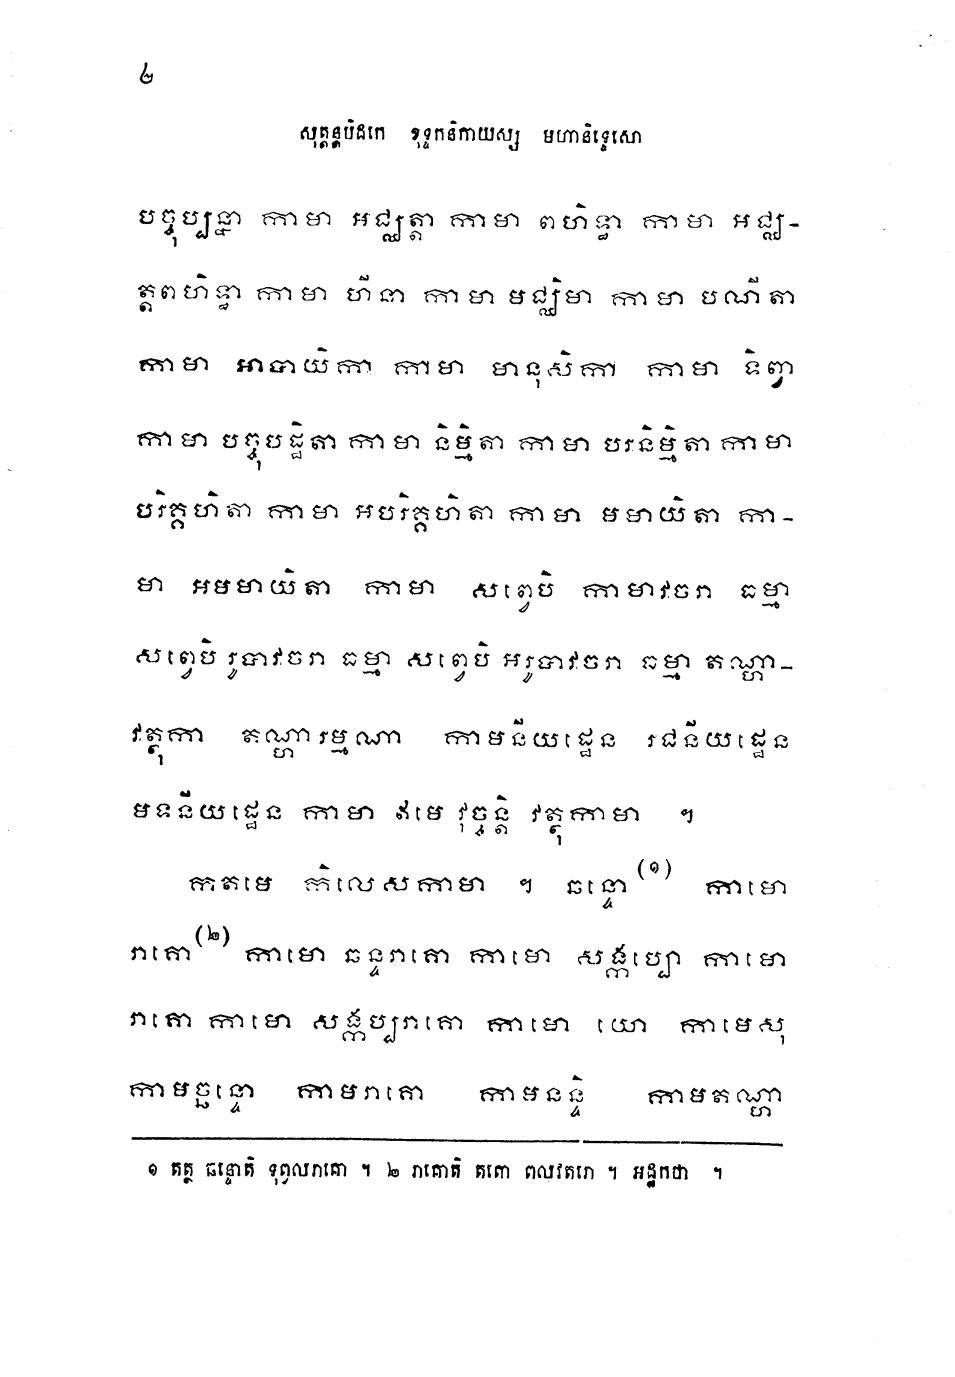 ២
សុត្តន្តបិដកេ ខុទ្ទកនិកាយស្ស មហានិទ្ទេសោ
បច្ចុប្បន្នា កាមា អជ្ឈត្តា កាមា ពហិទ្ធា កាមា អជ្ឈ-
ត្តពហិទ្ធា កាមា ហីនា កាមា មជ្ឈិមា កាមា បណីតា
កាមា អាបាយិកា កាមា មានុសិកា កាមា ទិព្វា
កាមា បច្ចុបដ្ឋិតា កាមា និម្មិតា កាមា បរនិម្មិតា កាមា
បរិគ្គហិតា កាមា អបរិគ្គហិតា កាមា មមាយិតា កា-
មា អមមាយិតា កាមា សព្វេបិ កាមាវចរា ធម្មា
សព្វេបិ រូបាវចរា ធម្មា សព្វេបិ អរូបាវចរា ធម្មា តណ្ហា-
វត្ថុកា តណ្ហារម្មណា កាមនីយដ្ឋេន រជនីយដ្ឋេន
មទនីយដ្ឋេន កាមា ឥមេ វុច្ចន្តិ វត្ថុកាមា ។
កតមេ កិលេសកាមា ។ ឆន្ទោ (១) កាមោ
រាគោ (២) កាមោ ឆន្ទរាគោ កាមោ សង្កប្បោ កាមោ
រាគោ កាមោ សង្កប្បរាគោ កាមោ យោ កាមេសុ
កាមច្ឆន្ទោ កាមរាគោ កាមនន្ទិ កាមតណ្ហា
១ តត្ថ ឆន្ទោតិ ទុព្វលរាគោ ។ ២ រាគោតិ តតោ ពលវតរោ ។ អដ្ឋកថា ។